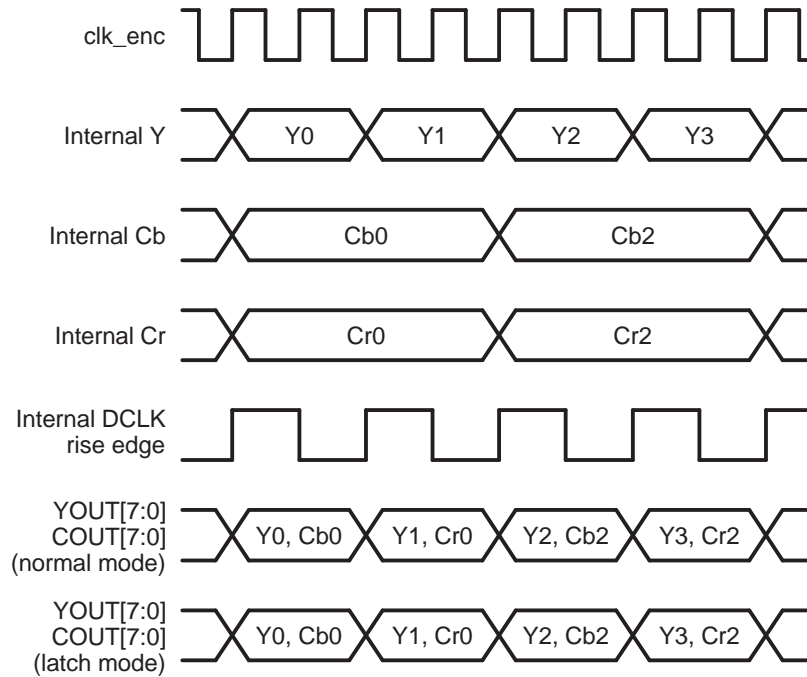 clk_enc
Internal Y
Y0
Y1
Y2
Y3
Internal Cb
Cb0
Cb2
Internal Cr
Cr0
Cr2
Internal DCLK
rise edge
YOUT[7:0]
COUT[7:0]
(normal mode)
Y0, Cb0
Y1, Cr0
Y2, Cb2
Y3, Cr2
YOUT[7:0]
COUT[7:0]
(latch mode)
Y0, Cb0
Y1, Cr0
Y2, Cb2
Y3, Cr2